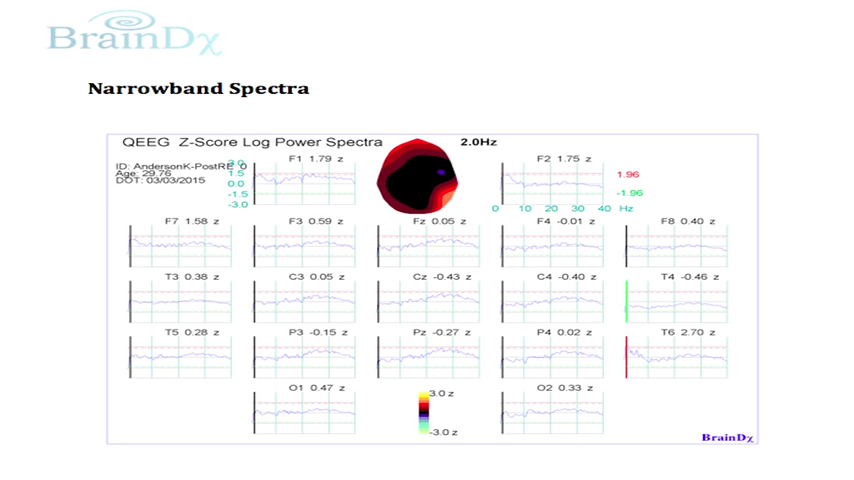 BrainDχ
Narrowband Spectra
QEEG Z-Score Log Power Spectra
2.0Hz
ID: AndersonK-PostRE 0
Age: 29.76
DOT: 03/03/2015
3.0
1.5
0.0
-1.5
-3.0
F1 1.79 z
F2 1.75 z
1.96
-1.96
0 10 20 30 40 Hz
F7 1.58 z
F3 0.59 z
Fz 0.05 z
F4 -0.01 z
F8 0.40 z
T3 0.38 z
C3 0.05 z
Cz -0.43 z
C4 -0.40 z
T4 -0.46 z
T5 0.28 z
P3 -0.15 z
Pz -0.27 z
P4 0.02 z
T6 2.70 z
O1 0.47 z
3.0 z
-3.0 z
O2 0.33 z
BrainDχ